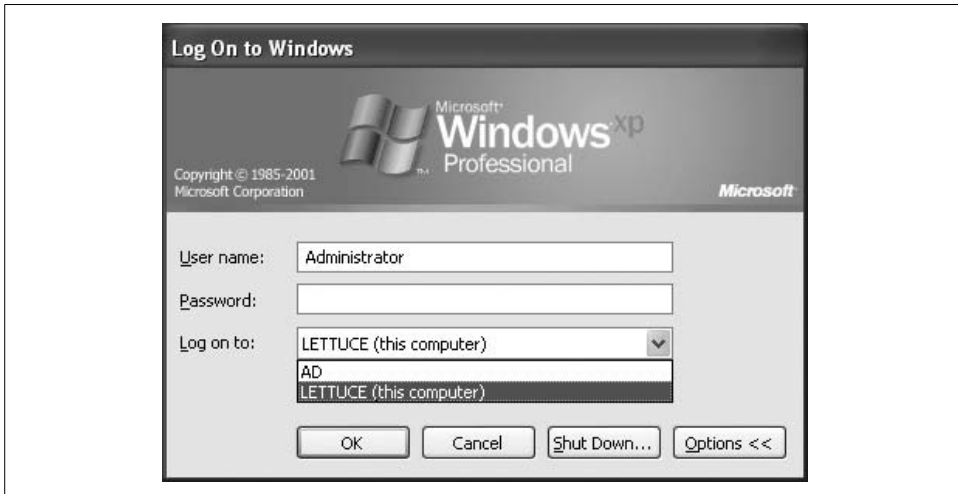 Log On to Windows
Microsoft®
Windows xp
Professional
™
Copyright © 1985-2001
Microsoft Corporation
Microsoft
User name:
Administrator
Password:
Log on to:
LETTUCE (this computer)
AD
LETTUCE (this computer)
OK
Cancel
Shut Down...
Options <<